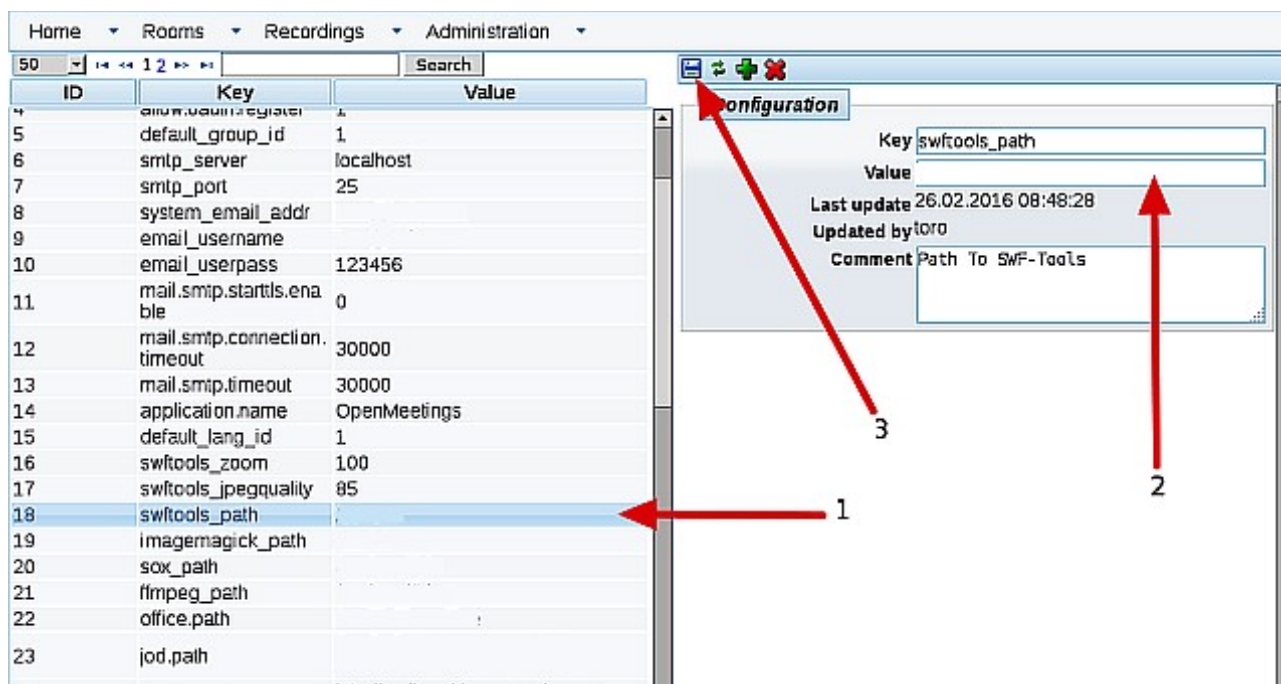 Home Rooms Recordings Administration
50 1 2 Search
ID Key Value
5 default_group_id 1
6 smtp_server localhost
7 smtp_port 25
8 system_email_addr
9 email_username
10 email_userpass 123456
11 mail.smtp.starttls.ena
ble 0
12 mail.smtp.connection.
timeout 30000
13 mail.smtp.timeout 30000
14 application.name OpenMeetings
15 default_lang_id 1
16 swftools_zoom 100
17 swftools_jpegquality 85
18 swftools_path
19 imagemagick_path
20 sox_path
21 ffmpeg_path
22 office.path
23 jod.path
Configuration
Key swftools_path
Value
Last update 26.02.2016 08:48:28
Updated by toro
Comment Path To SWF-Tools
3
2
1